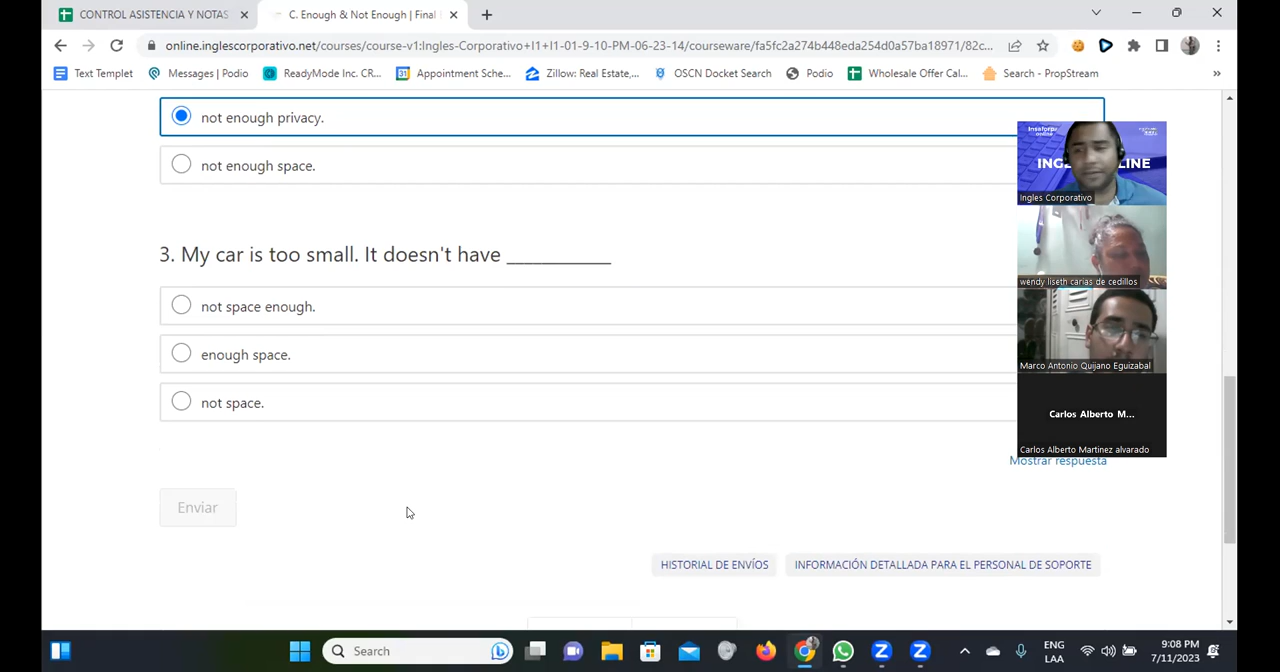 CONTROL ASISTENCIA Y NOTAS
C. Enough & Not Enough | Final
online.inglescorporativo.net/courses/course-v1:Ingles-Corporativo+I1+I1-01-9-10-PM-06-23-14/courseware/fa5fc2a274b448eda254d0a57ba18971/82c...
Text Templet
Messages | Podio
ReadyMode Inc. CR...
Appointment Sche...
Zillow: Real Estate,...
OSCN Docket Search
Podio
Wholesale Offer Cal...
Search - PropStream
not enough privacy.
not enough space.
3. My car is too small. It doesn't have ____________
not space enough.
enough space.
not space.
Mostrar respuesta
Enviar
HISTORIAL DE ENVÍOS
INFORMACIÓN DETALLADA PARA EL PERSONAL DE SOPORTE
Insaforp
online
Ingles Corporativo
wendy liseth carias de cedillos
Marco Antonio Quijano Eguizabal
Carlos Alberto M...
Carlos Alberto Martinez alvarado
Search
ENG
LAA
9:08 PM
7/11/2023